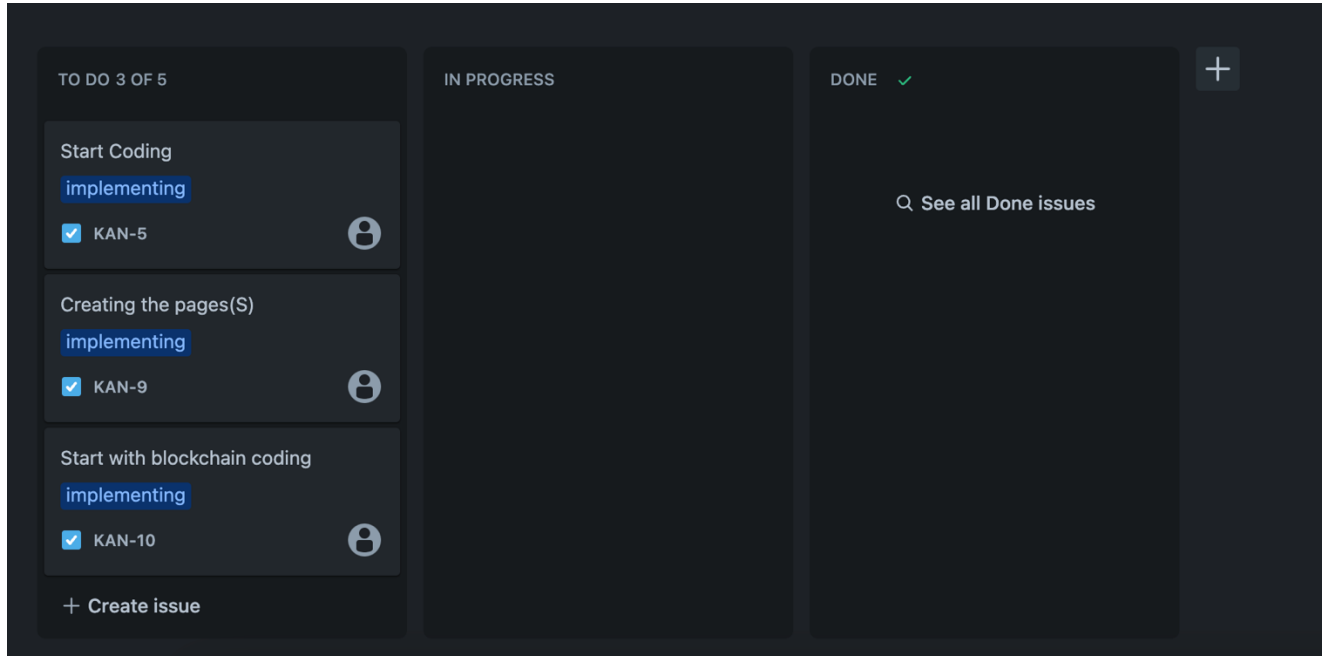 TO DO 3 OF 5
Start Coding
implementing
KAN-5
Creating the pages(S)
implementing
KAN-9
Start with blockchain coding
implementing
KAN-10
Create issue
IN PROGRESS
DONE
See all Done issues